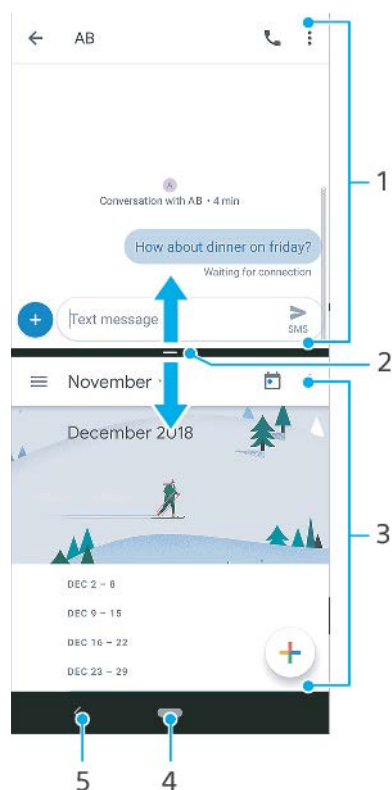 AB
Conversation with AB • 4 min
How about dinner on friday?
Waiting for connection
Text message
SMS
November
December 2018
DEC 2 – 8
DEC 9 – 15
DEC 16 – 22
DEC 23 – 29
1
2
3
5 4